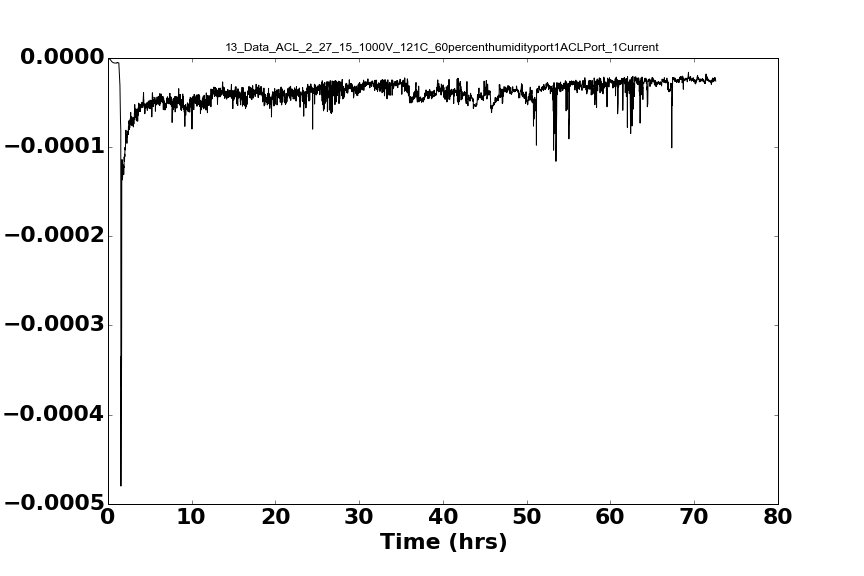 13_Data_ACL_2_27_15_1000V_121C_60percenthumidityport1ACLPort_1Current
0.0000
−0.0001
−0.0002
−0.0003
−0.0004
−0.0005
0 10 20 30 40 50 60 70 80
Time (hrs)